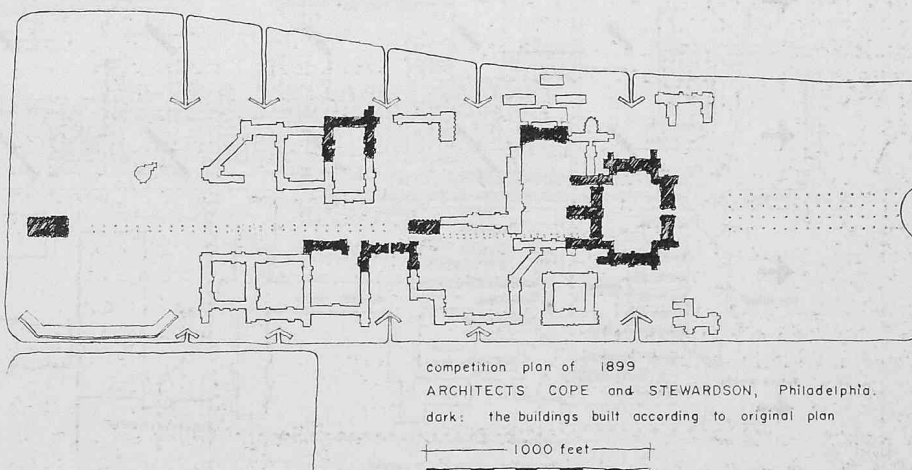 competition plan of 1899
ARCHITECTS COPE and STEWARDSON, Philadelphia.
dark: the buildings built according to original plan
1000 feet